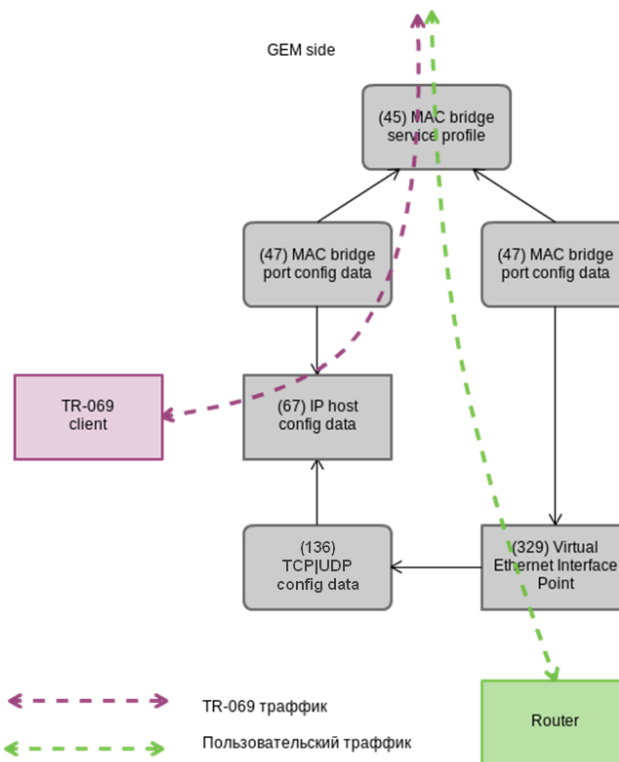 GEM side
(45) MAC bridge
service profile
(47) MAC bridge
port config data
(47) MAC bridge
port config data
TR-069
client
(67) IP host
config data
(136)
TCP|UDP
config data
(329) Virtual
Ethernet Interface
Point
Router
TR-069 траффик
Пользовательский траффик